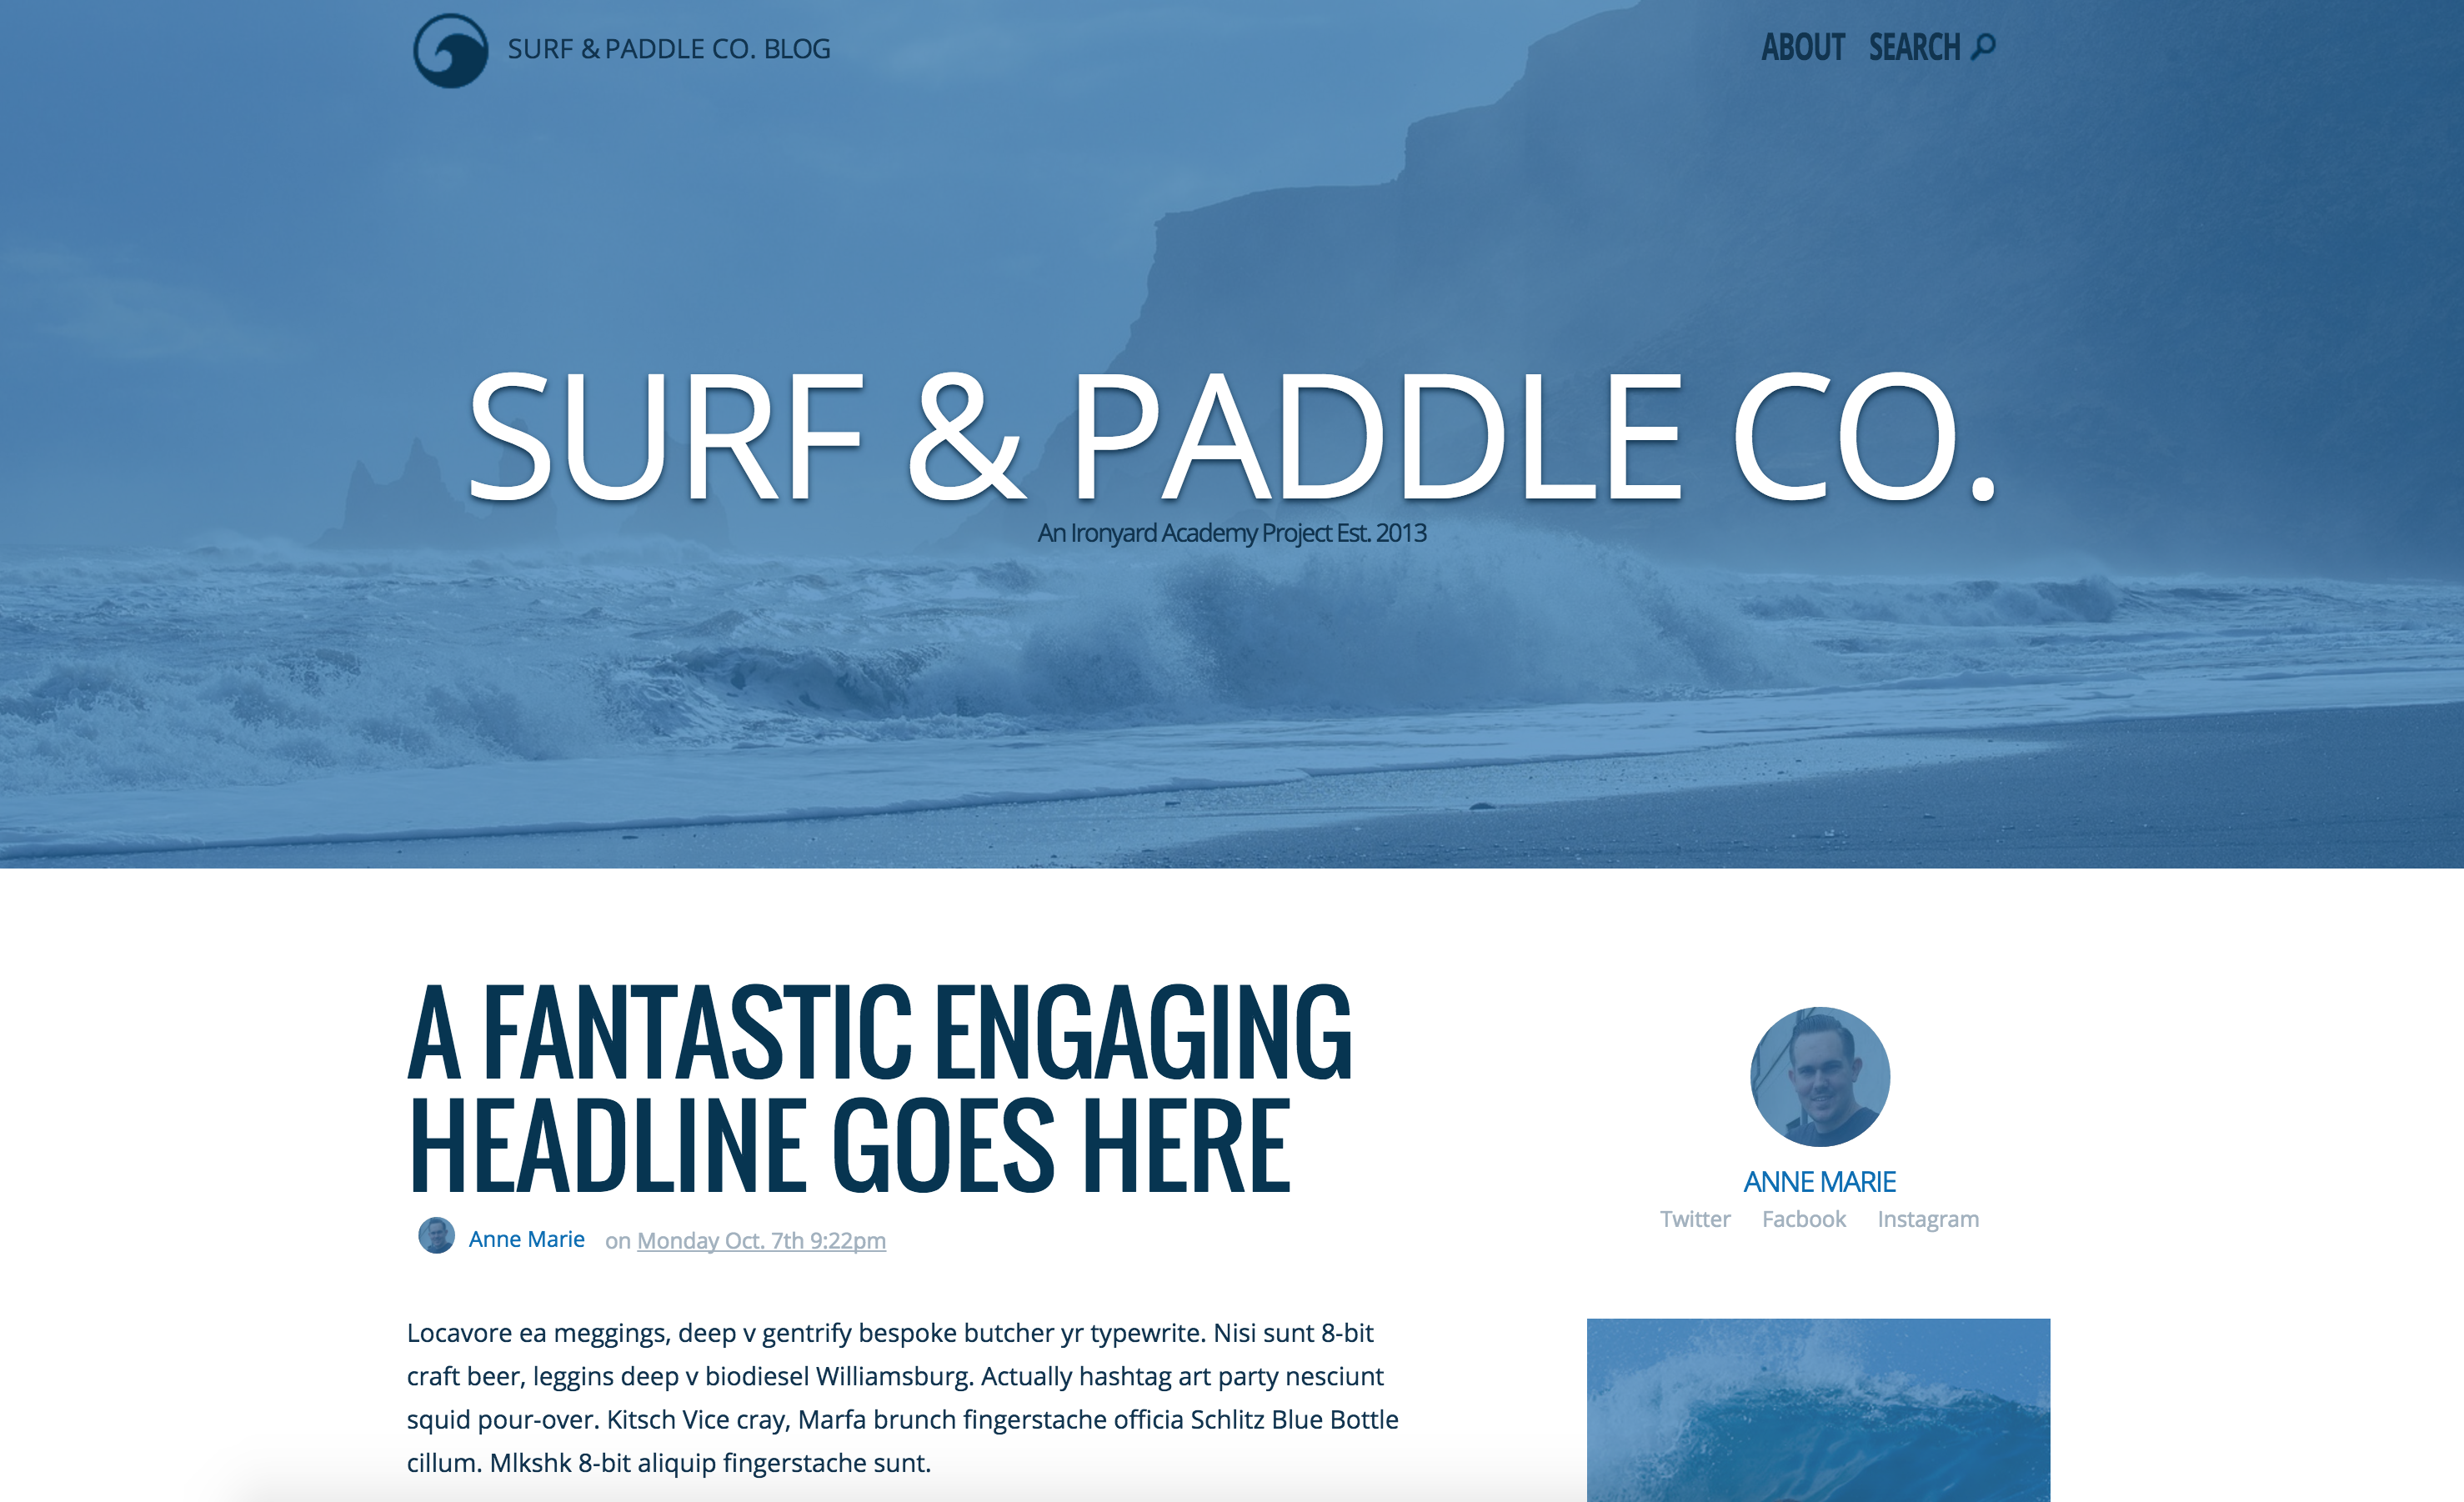 SURF & PADDLE CO. BLOG
ABOUT SEARCH
SURF & PADDLE CO.
An Ironyard Academy Project Est. 2013
A FANTASTIC ENGAGING
HEADLINE GOES HERE
Anne Marie on Monday Oct. 7th 9:22pm
Locavore ea meggings, deep v gentrify bespoke butcher yr typewrite. Nisi sunt 8-bit
craft beer, leggins deep v biodiesel Williamsburg. Actually hashtag art party nesciunt
squid pour-over. Kitsch Vice cray, Marfa brunch fingerstache officia Schlitz Blue Bottle
cillum. Mlkshk 8-bit aliquip fingerstache sunt.
ANNE MARIE
Twitter Facbook Instagram